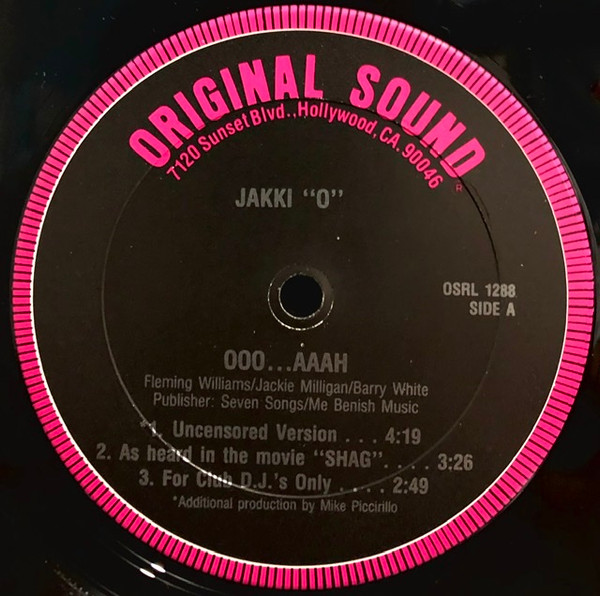 ORIGINAL SOUND
7120 Sunset Blvd., Hollywood, CA. 90046
R
JAKKI "O"
OSRL 1288
SIDE A
OOO...AAAH
Fleming Williams/Jackie Milligan/Barry White
Publisher: Seven Songs/Me Benish Music
*1. Uncensored Version . . . 4:19
2. As heard in the movie "SHAG". . . . 3:26
3. For Club D.J.'s Only . . . . 2:49
*Additional production by Mike Piccirillo